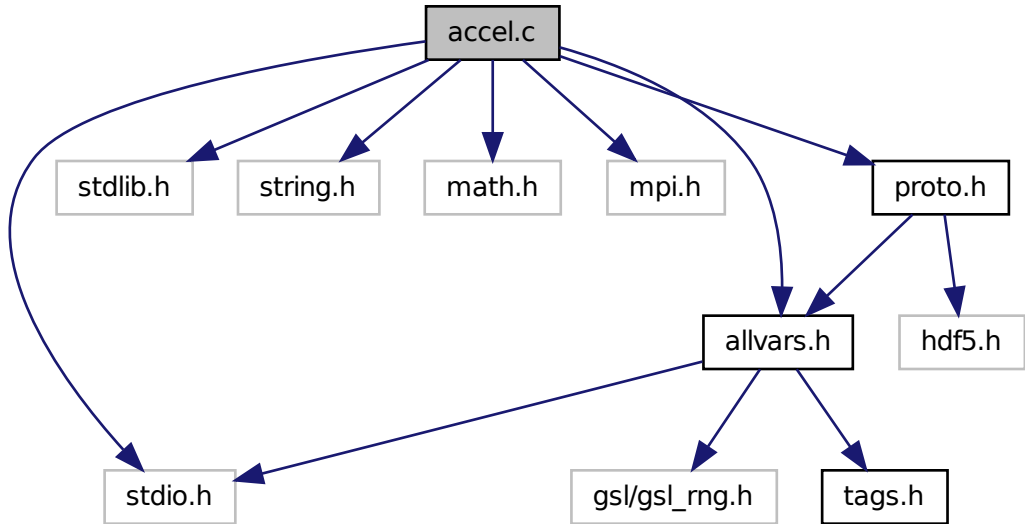 accel.c
stdlib.h
string.h
math.h
mpi.h
proto.h
allvars.h
hdf5.h
stdio.h
gsl/gsl_rng.h
tags.h